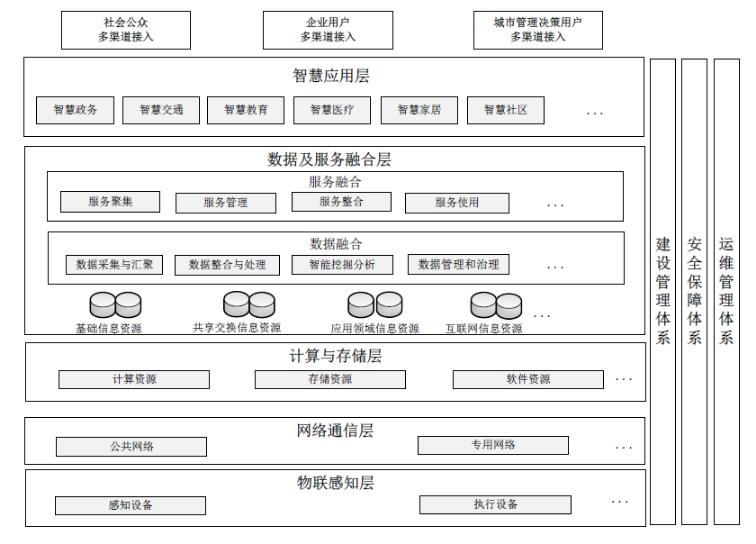 社会公众
多渠道接入
企业用户
多渠道接入
城市管理决策用户
多渠道接入
智慧应用层
智慧政务
智慧交通
智慧教育
智慧医疗
智慧家居
智慧社区
...
数据及服务融合层
服务融合
服务聚集
服务管理
服务整合
服务使用
...
数据融合
数据采集与汇聚
数据整合与处理
智能挖掘分析
数据管理和治理
...
基础信息资源
共享交换信息资源
应用领域信息资源
互联网信息资源
...
计算与存储层
计算资源
存储资源
软件资源
...
网络通信层
公共网络
专用网络
...
物联感知层
感知设备
执行设备
...
建设管理体系
安全保障体系
运维管理体系